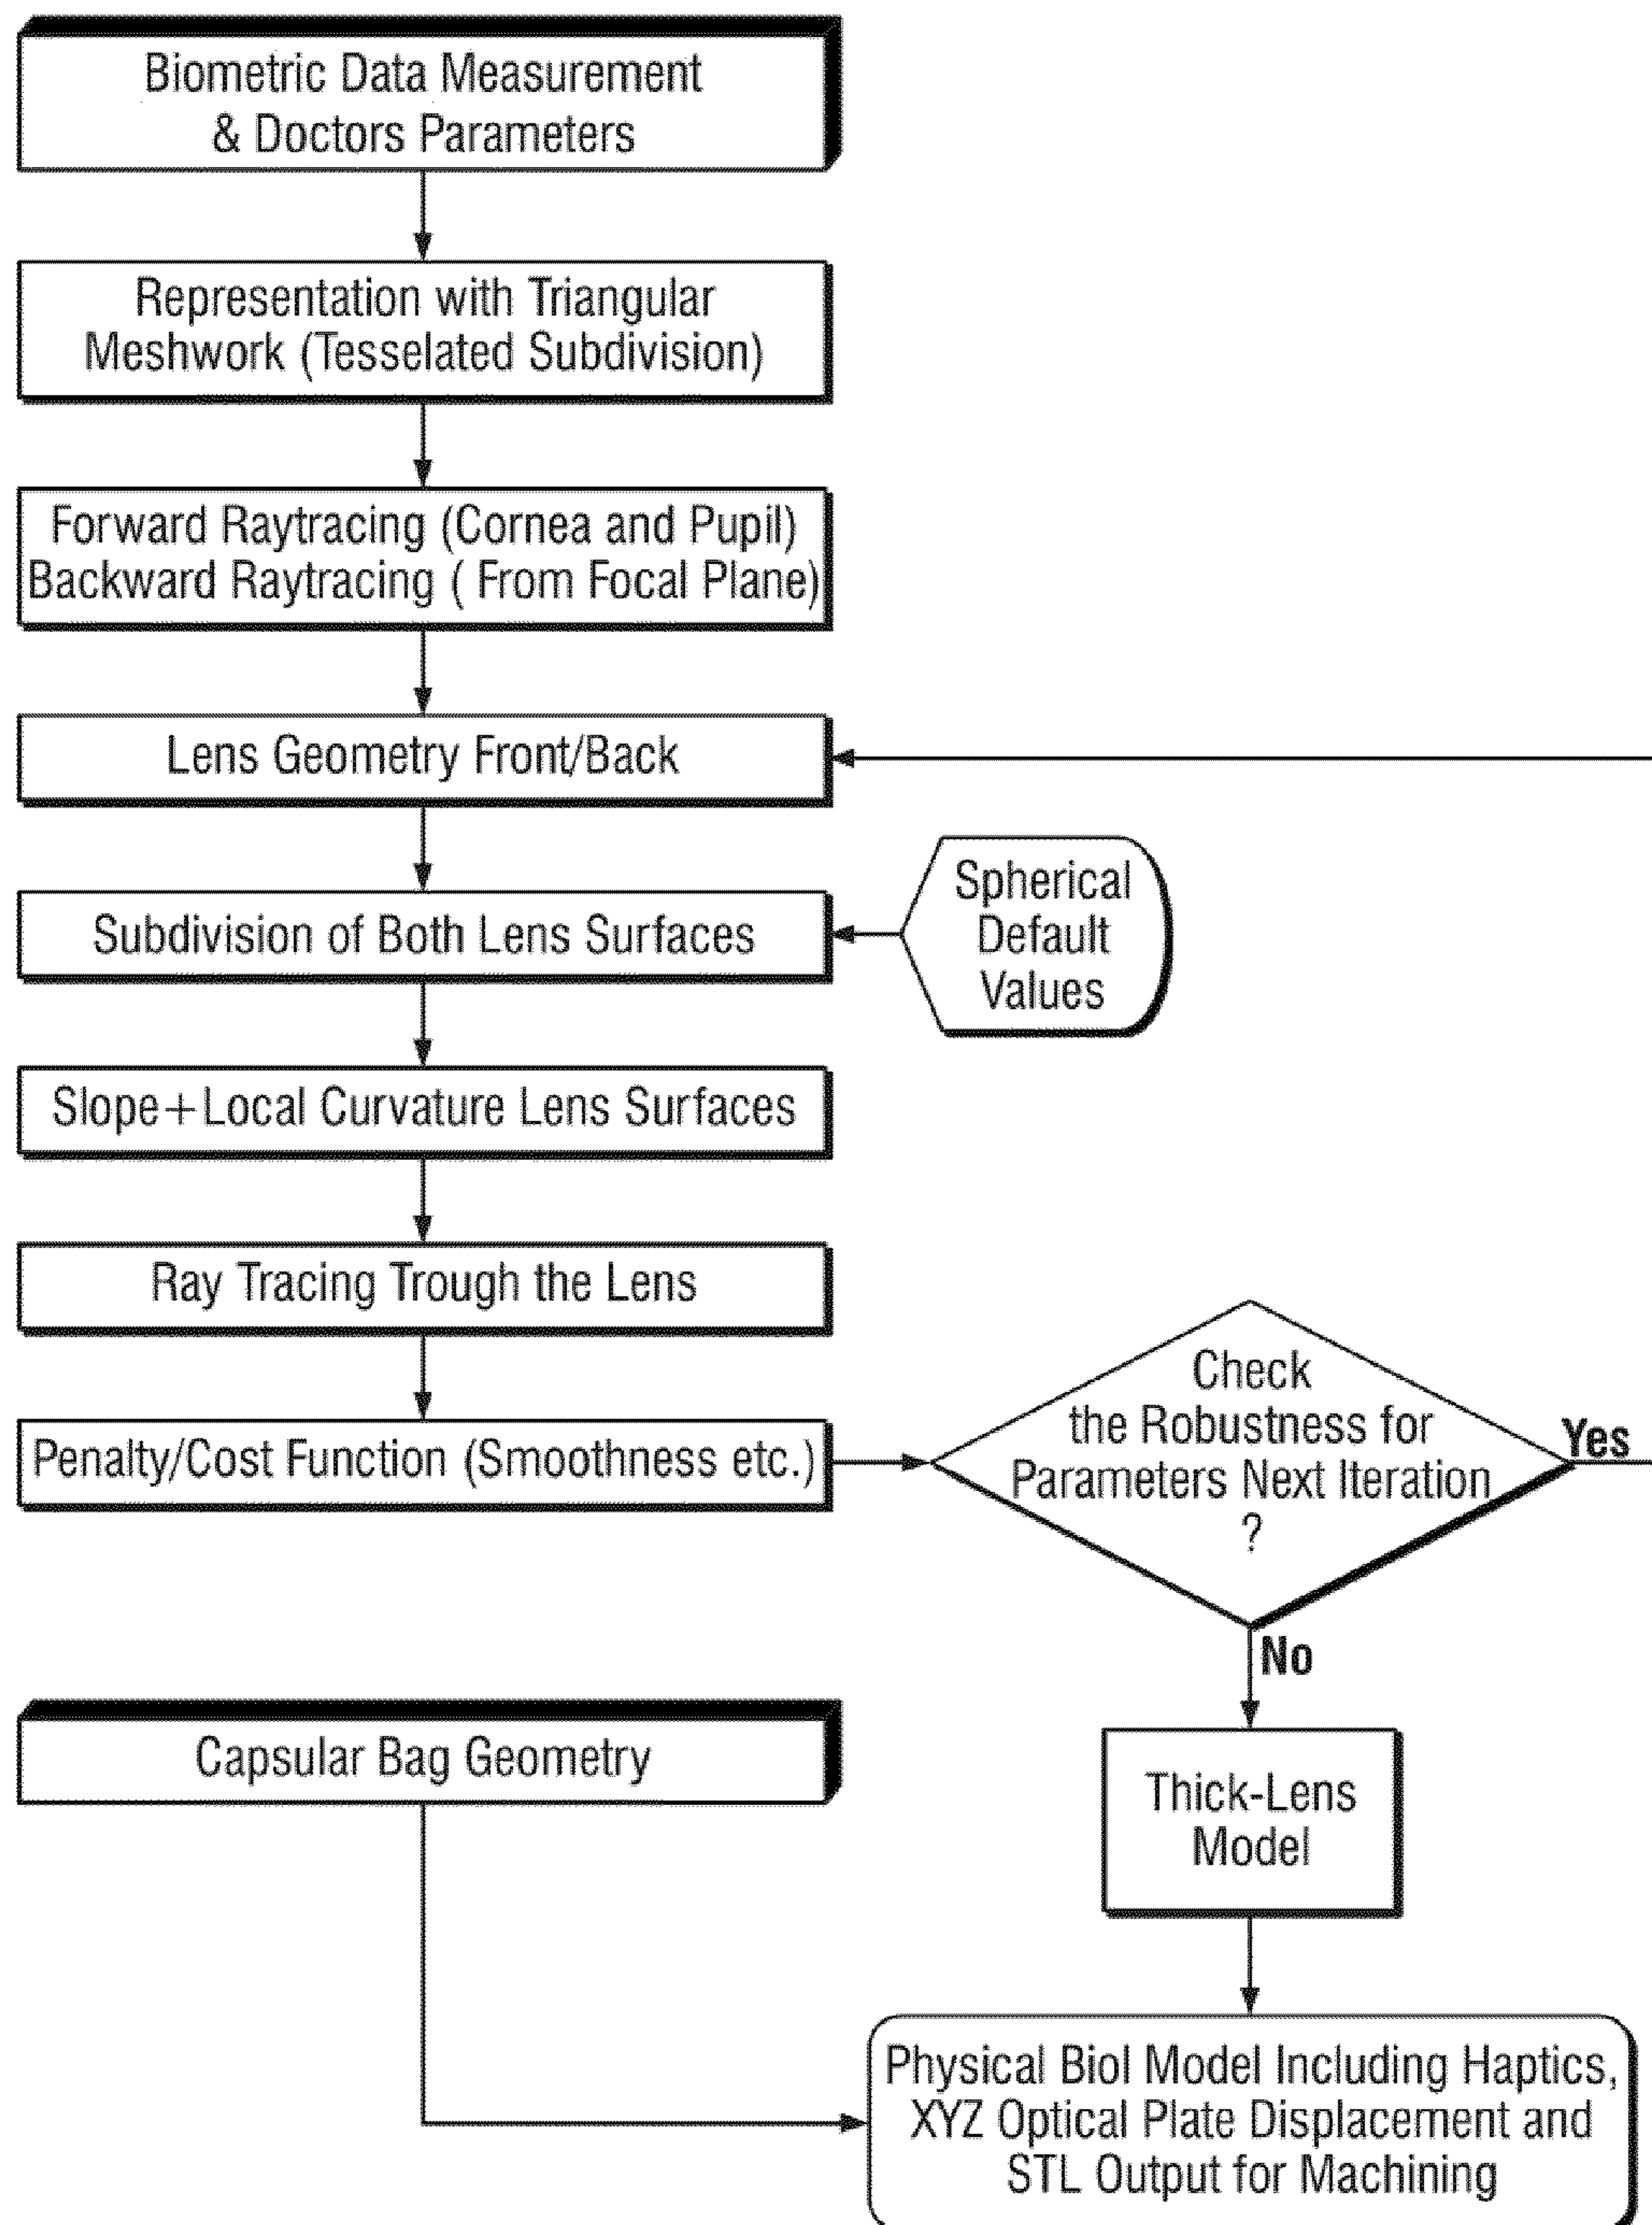 Biometric Data Measurement
& Doctors Parameters
Representation with Triangular
Meshwork (Tesselated Subdivision)
Forward Raytracing (Cornea and Pupil)
Backward Raytracing ( From Focal Plane)
Lens Geometry Front/Back
Subdivision of Both Lens Surfaces
Spherical
Default
Values
Slope+Local Curvature Lens Surfaces
Ray Tracing Trough the Lens
Penalty/Cost Function (Smoothness etc.)
Check
the Robustness for
Parameters Next Iteration
?
Yes
No
Capsular Bag Geometry
Thick-Lens
Model
Physical Biol Model Including Haptics,
XYZ Optical Plate Displacement and
STL Output for Machining